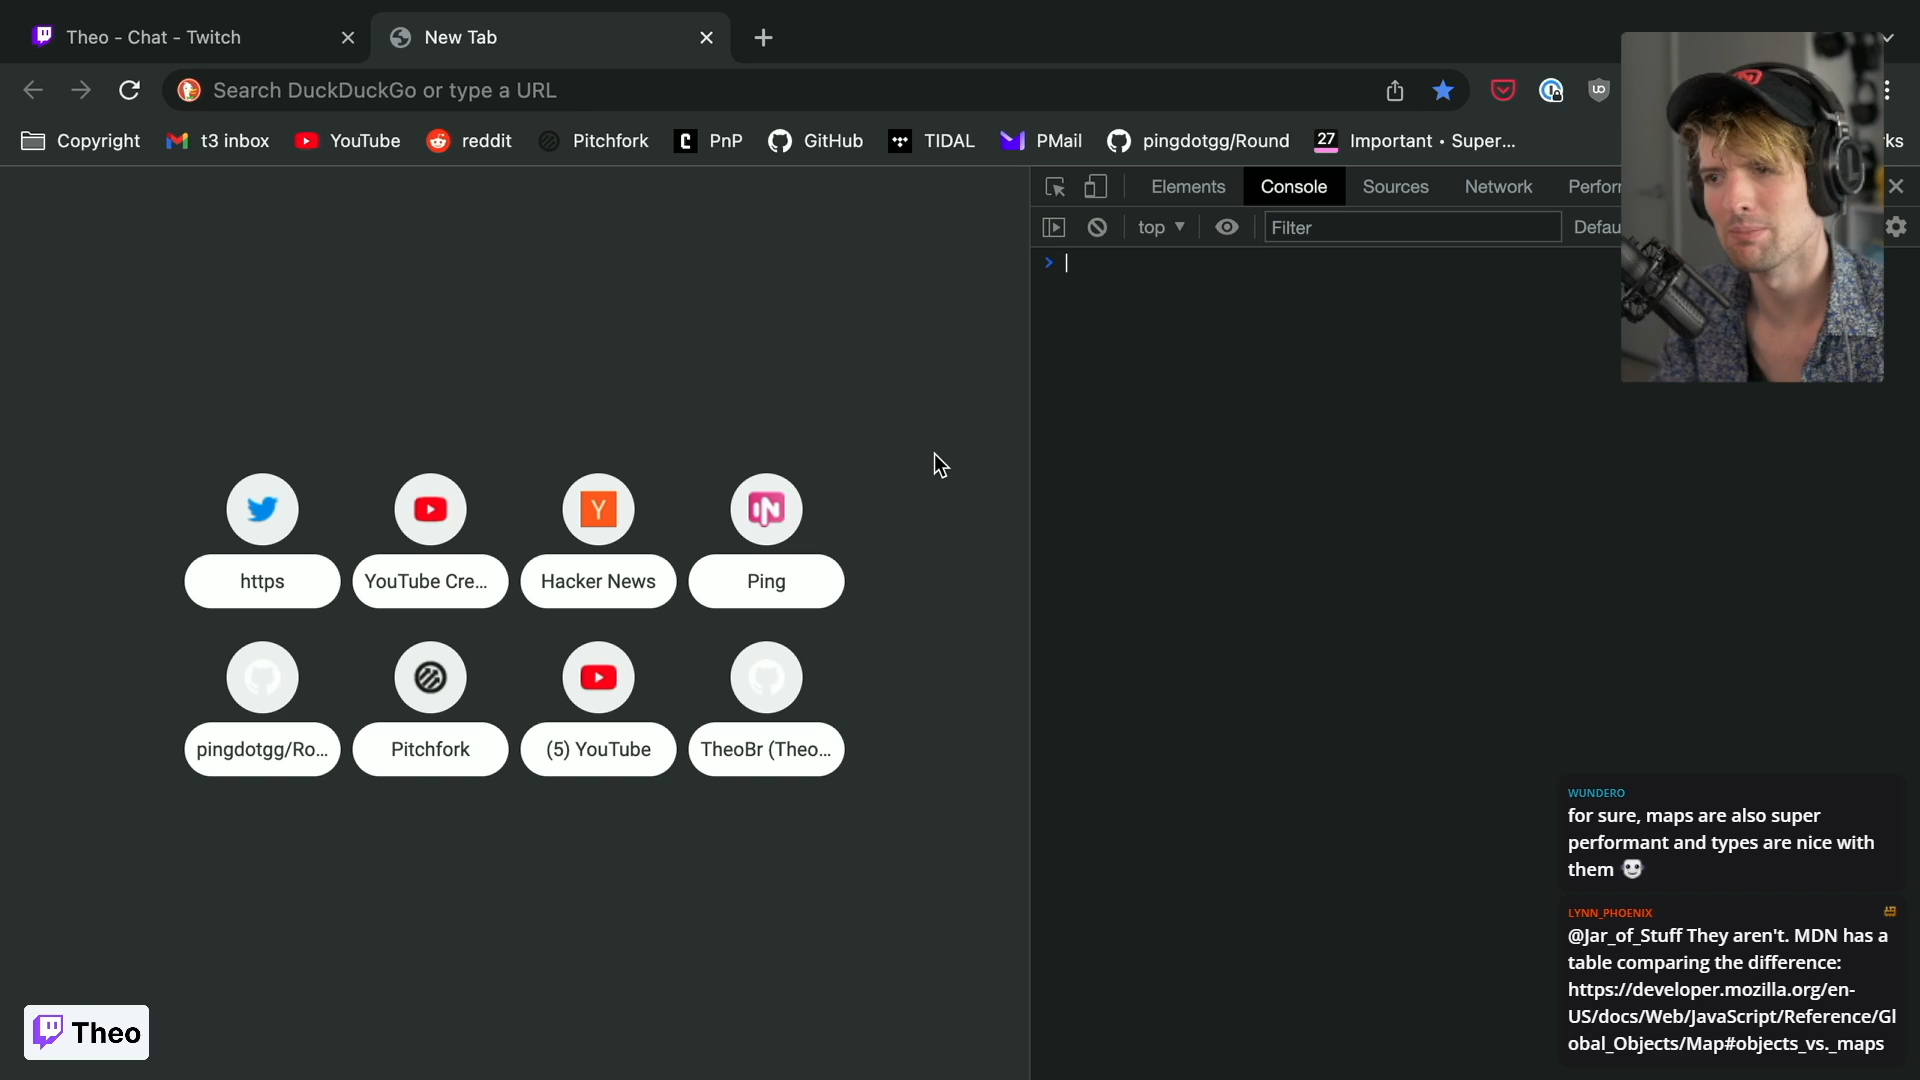 Theo - Chat - Twitch
New Tab
Search DuckDuckGo or type a URL
Copyright
t3 inbox
YouTube
reddit
Pitchfork
C
PnP
GitHub
TIDAL
PMail
pingdotgg/Round
27
Important • Super...
ks
Elements
Console
Sources
Network
Perfor
top
Filter
Defau
https
YouTube Cre...
Y
Hacker News
Ping
pingdotgg/Ro...
Pitchfork
(5) YouTube
TheoBr (Theo...
WUNDERO
for sure, maps are also super
performant and types are nice with
them
LYNN_PHOENIX
@Jar_of_Stuff They aren't. MDN has a
table comparing the difference:
https://developer.mozilla.org/en-
US/docs/Web/JavaScript/Reference/Gl
obal_Objects/Map#objects_vs._maps
Theo